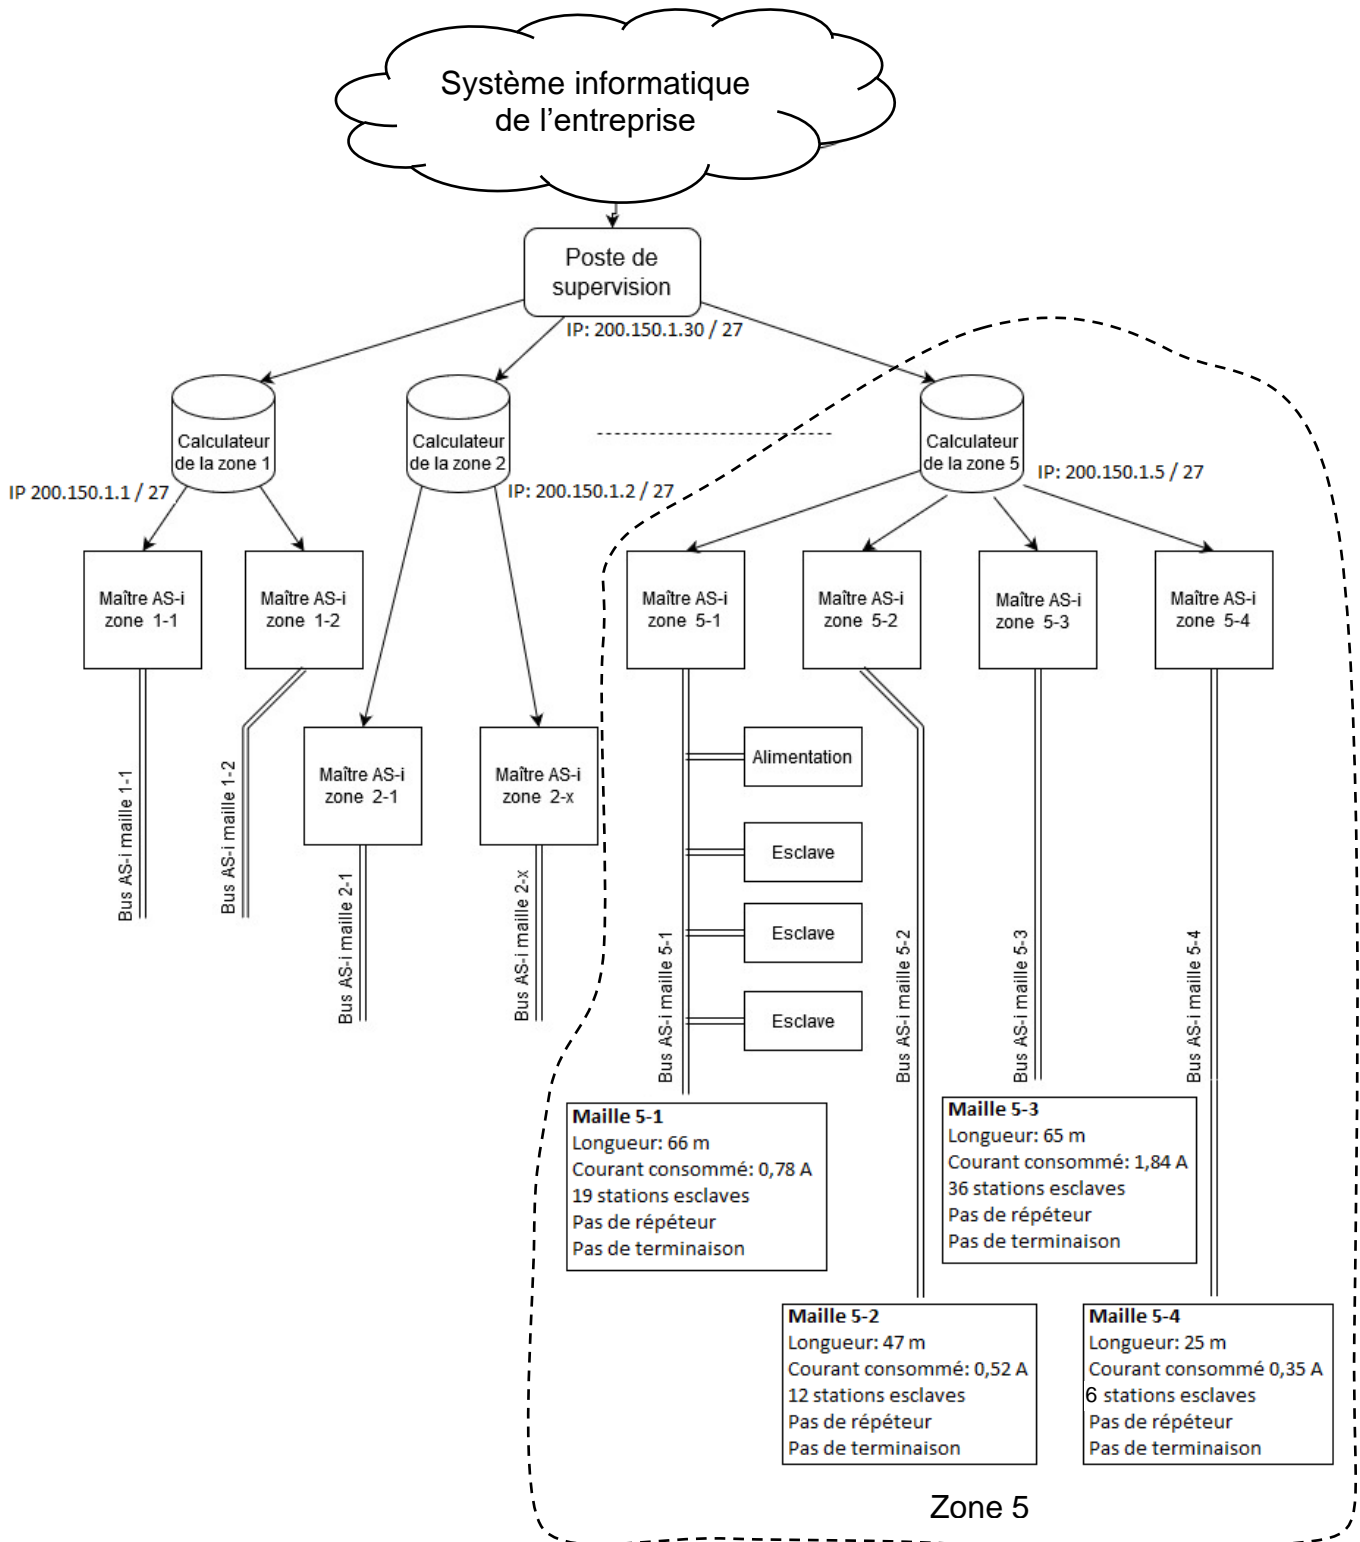 Système informatique
de l'entreprise
Poste de
supervision
IP: 200.150.1.30 / 27
Calculateur
de la zone 1
Calculateur
de la zone 2
Calculateur
de la zone 5
IP 200.150.1.1 / 27
IP: 200.150.1.2 / 27
IP: 200.150.1.5 / 27
Maître AS-i
zone 1-1
Maître AS-i
zone 1-2
Maître AS-i
zone 5-1
Maître AS-i
zone 5-2
Maître AS-i
zone 5-3
Maître AS-i
zone 5-4
Maître AS-i
zone 2-1
Maître AS-i
zone 2-x
Alimentation
Esclave
Esclave
Esclave
Bus AS-i maille 1-1
Bus AS-i maille 1-2
Bus AS-i maille 2-1
Bus AS-i maille 2-x
Bus AS-i maille 5-1
Bus AS-i maille 5-2
Bus AS-i maille 5-3
Bus AS-i maille 5-4
Maille 5-1
Longueur: 66 m
Courant consommé: 0,78 A
19 stations esclaves
Pas de répéteur
Pas de terminaison
Maille 5-3
Longueur: 65 m
Courant consommé: 1,84 A
36 stations esclaves
Pas de répéteur
Pas de terminaison
Maille 5-2
Longueur: 47 m
Courant consommé: 0,52 A
12 stations esclaves
Pas de répéteur
Pas de terminaison
Maille 5-4
Longueur: 25 m
Courant consommé 0,35 A
6 stations esclaves
Pas de répéteur
Pas de terminaison
Zone 5